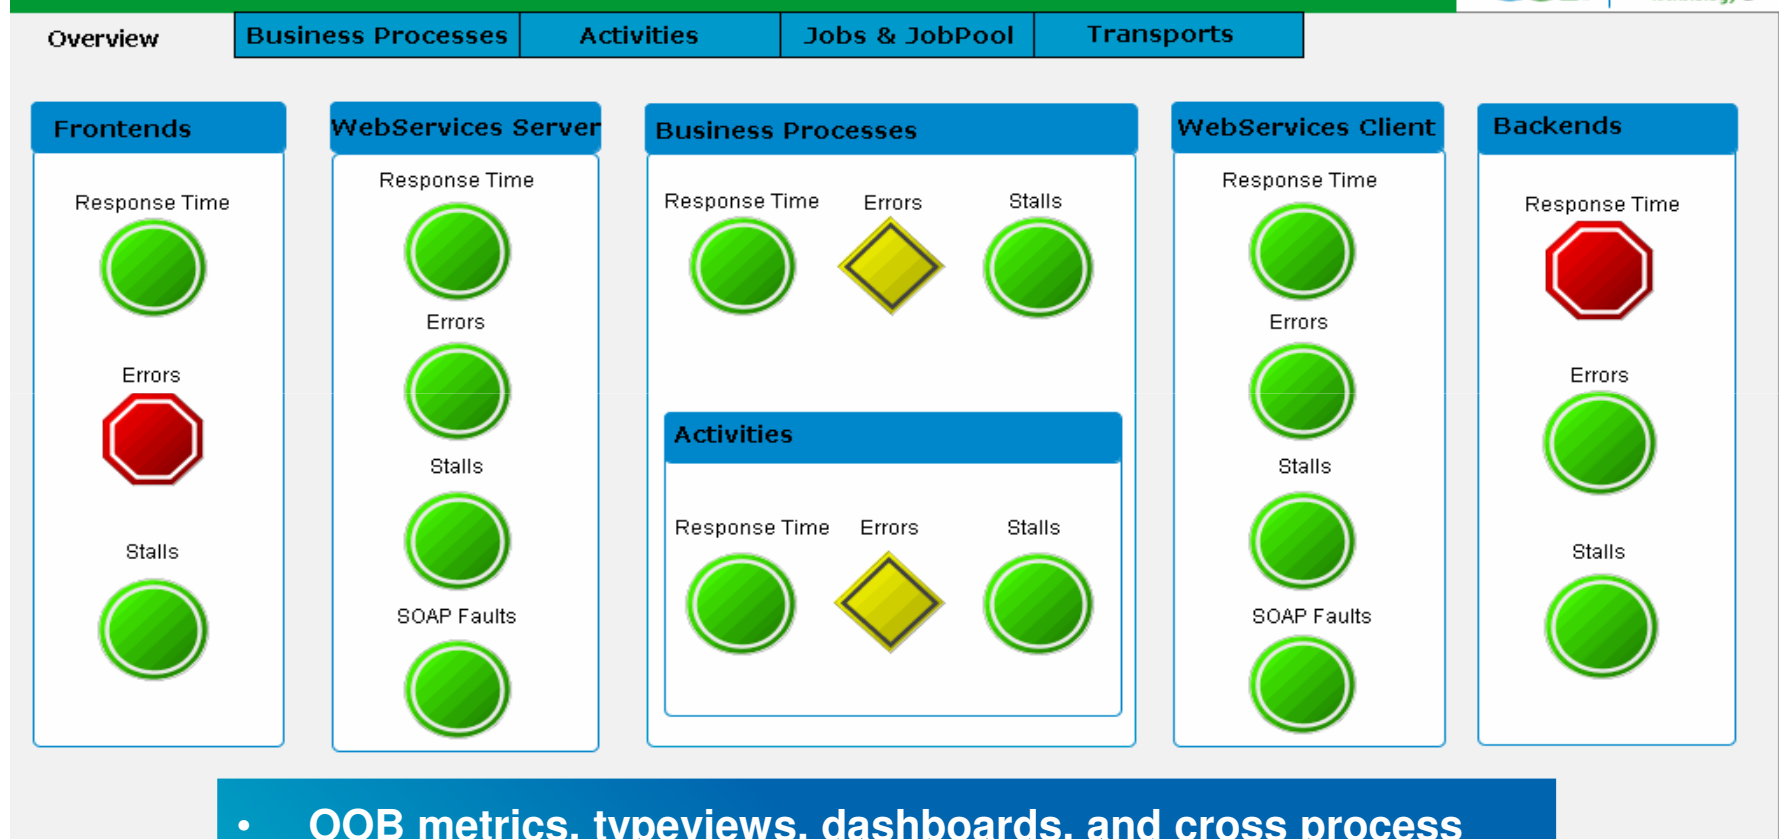 Overview
Business Processes
Activities
Jobs & JobPool
Transports
Frontends
Response Time
Errors
Stalls
WebServices Server
Response Time
Errors
Stalls
SOAP Faults
Business Processes
Response Time
Errors
Stalls
Activities
Response Time
Errors
Stalls
WebServices Client
Response Time
Errors
Stalls
SOAP Faults
Backends
Response Time
Errors
Stalls
• OOB metrics, typeviews, dashboards, and cross process